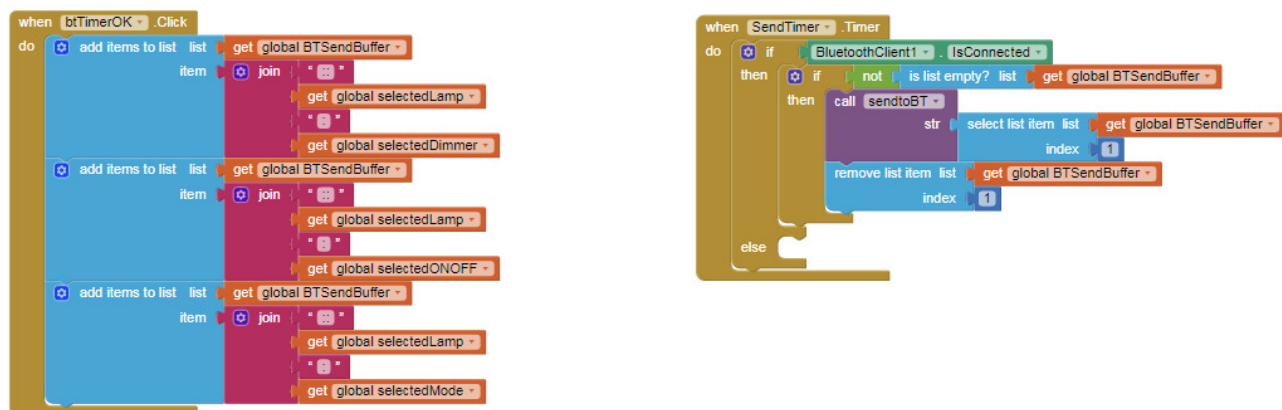 when btTimerOK .Click
do add items to list list get global BTSendBuffer
item join " :: "
get global selectedLamp
" : "
get global selectedDimmer
add items to list list get global BTSendBuffer
item join " :: "
get global selectedLamp
" : "
get global selectedONOFF
add items to list list get global BTSendBuffer
item join " :: "
get global selectedLamp
" : "
get global selectedMode
when SendTimer .Timer
do if BluetoothClient1 . IsConnected
then if not is list empty? list get global BTSendBuffer
then call sendtoBT
str select list item list get global BTSendBuffer
index 1
remove list item list get global BTSendBuffer
index 1
else